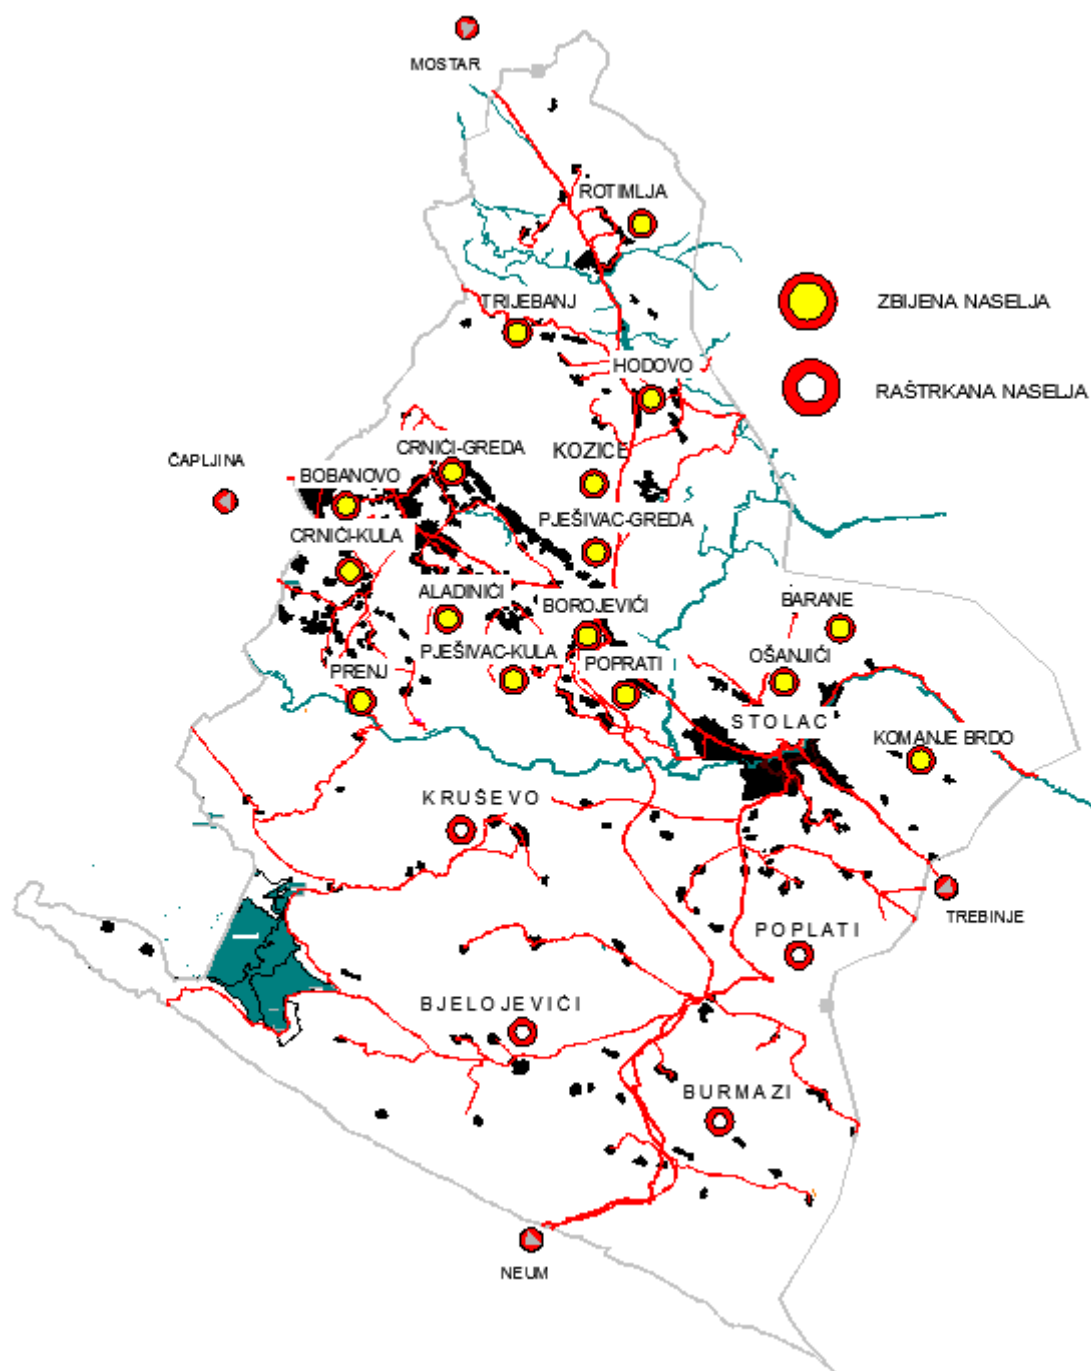 MOSTAR
ROTIMLJA
TRIJEBANJ
ZBIJENA NASELJA
HODOVO
RAŠTRKANA NASELJA
CRNIĆI-GREDA
KOZICE
ČAPLJINA
BOBANOVO
PJEŠIVAC-GREDA
CRNIĆI-KULA
ALADINIĆI
BOROJEVIĆI
BARANE
PJEŠIVAC-KULA
POPRATI
OŠANJIĆI
PRENJ
STOLAC
KOMANJE BRDO
KRUŠEVO
TREBINJE
POPLATI
BJELOJEVIĆI
BURMAZI
NEUM